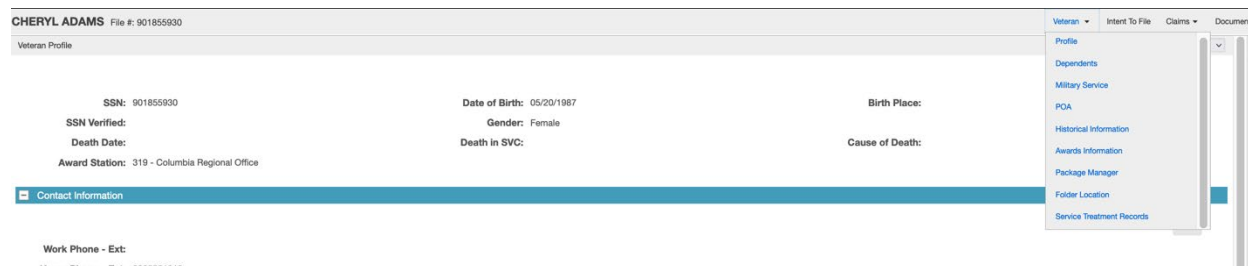 CHERYL ADAMS File #: 901855930
Veteran Intent To File Claims Documen
Veteran Profile
Profile
Dependents
Military Service
POA
Historical Information
Awards Information
Package Manager
Folder Location
Service Treatment Records
SSN: 901855930 Date of Birth: 05/20/1987 Birth Place:
SSN Verified: Gender: Female
Death Date: Death in SVC: Cause of Death:
Award Station: 319 - Columbia Regional Office
Contact Information
Work Phone - Ext: